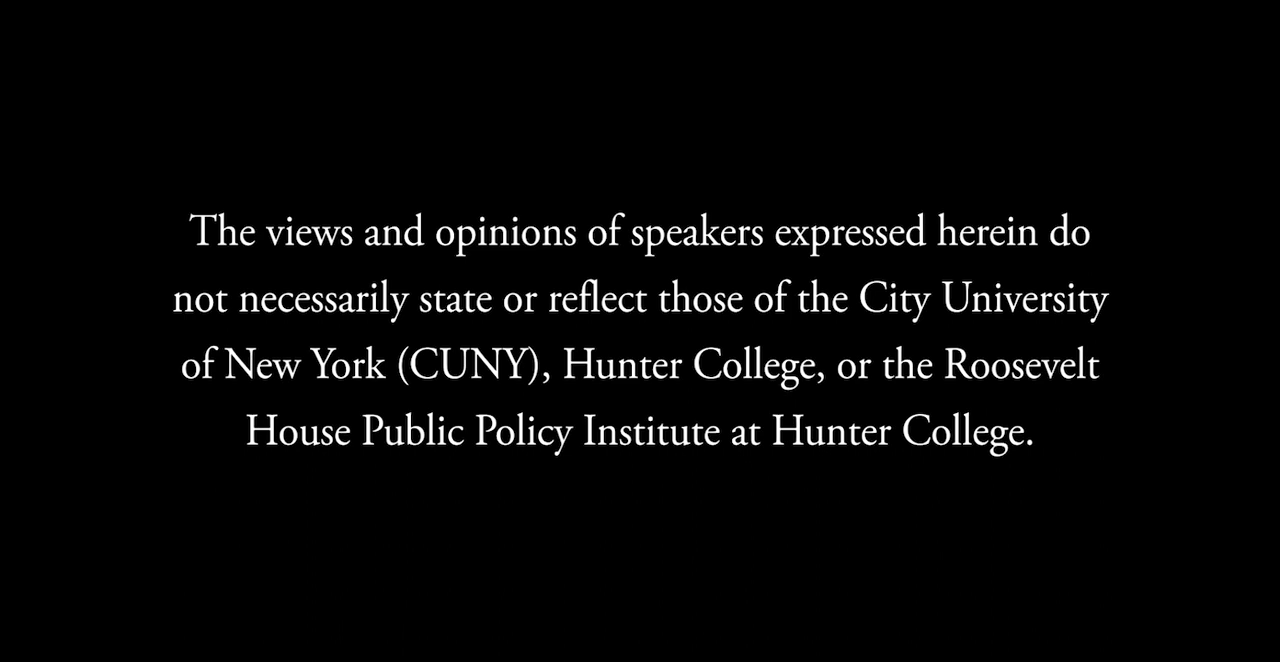 The views and opinions of speakers expressed herein do
not necessarily state or reflect those of the City University
of New York (CUNY), Hunter College, or the Roosevelt
House Public Policy Institute at Hunter College.